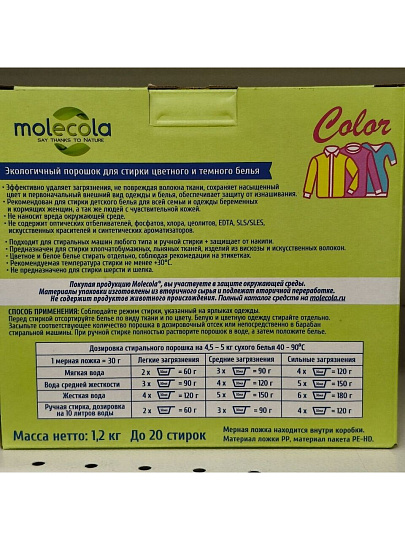 molecola
SAY THANKS TO NATURE
Color
Экологичный порошок для стирки цветного и темного белья
• Эффективно удаляет загрязнения, не повреждая волокна ткани, сохраняет насыщенный
цвет и первоначальный внешний вид одежды и белья, обеспечивает защиту от изнашивания.
• Рекомендован для стирки детского белья для всей семьи и одежды беременных
и кормящих женщин, а так же людей с чувствительной кожей.
• Не наносит вреда окружающей среде.
• Не содержит оптических отбеливателей, фосфатов, хлора, цеолитов, EDTA, SLS/SLES,
искусственных красителей и синтетических ароматизаторов.
• Подходит для стиральных машин любого типа и ручной стирки + защищает от накипи.
• Предназначен для стирки хлопчатобумажных, льняных тканей, изделий из вискозы и искусственных волокон.
• Цветное и белое белье стирать отдельно, соблюдая рекомендации на этикетках.
• Рекомендуемая температура стирки не менее +30°C.
• Не предназначено для стирки шерсти и шелка.
Покупая продукцию Molecola®, вы участвуете в защите окружающей среды.
Материалы упаковки изготовлены из вторичного сырья и подлежат вторичной переработке.
Не содержит продуктов животного происхождения. Полный каталог средств на molecola.ru
СПОСОБ ПРИМЕНЕНИЯ: Соблюдайте режим стирки, указанный на ярлыках одежды.
Перед стиркой отсортируйте белье по виду ткани и цвету. Белую и цветную одежду стирайте отдельно.
Засыпьте соответствующее количество порошка в дозировочный отсек или непосредственно в барабан
стиральной машины. При ручной стирке полностью растворите порошок в воде, а затем положите белье.
Дозировка стирального порошка на 4,5 – 5 кг сухого белья 40 – 90°C
1 мерная ложка = 30 г Легкие загрязнения Средние загрязнения Сильные загрязнения
Мягкая вода 2 x = 60 г 3 x = 90 г 4 x = 120 г
Вода средней жесткости 3 x = 90 г 4 x = 120 г 5 x = 150 г
Жесткая вода 4 x = 120 г 5 x = 150 г 6 x = 180 г
Ручная стирка, дозировка
на 10 литров воды 2 x = 60 г 3 x = 90 г 4 x = 120 г
Масса нетто: 1,2 кг До 20 стирок
Мерная ложка находится внутри коробки.
Материал ложки PP, материал пакета PE-HD.